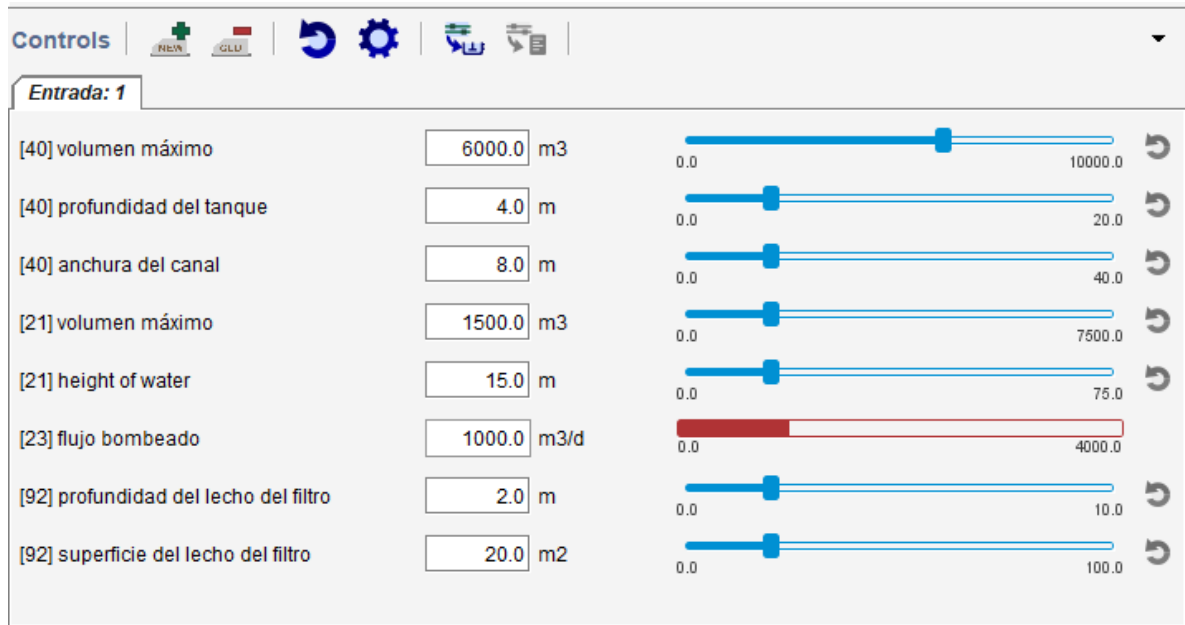 Controls NEW GLU
Entrada: 1
[40] volumen máximo 6000.0 m3 0.0 10000.0
[40] profundidad del tanque 4.0 m 0.0 20.0
[40] anchura del canal 8.0 m 0.0 40.0
[21] volumen máximo 1500.0 m3 0.0 7500.0
[21] height of water 15.0 m 0.0 75.0
[23] flujo bombeado 1000.0 m3/d 0.0 4000.0
[92] profundidad del lecho del filtro 2.0 m 0.0 10.0
[92] superficie del lecho del filtro 20.0 m2 0.0 100.0